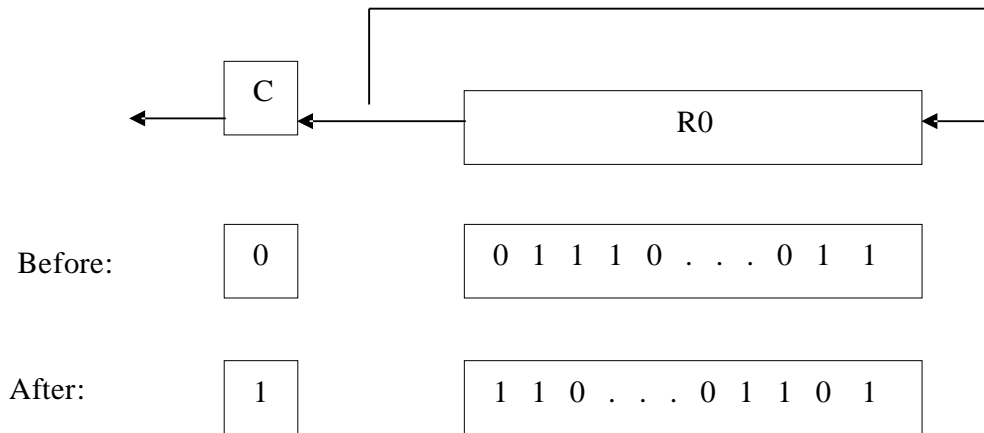 C
R0
Before: 0 0 1 1 1 0 . . . 0 1 1
After: 1 1 1 0 . . . 0 1 1 0 1